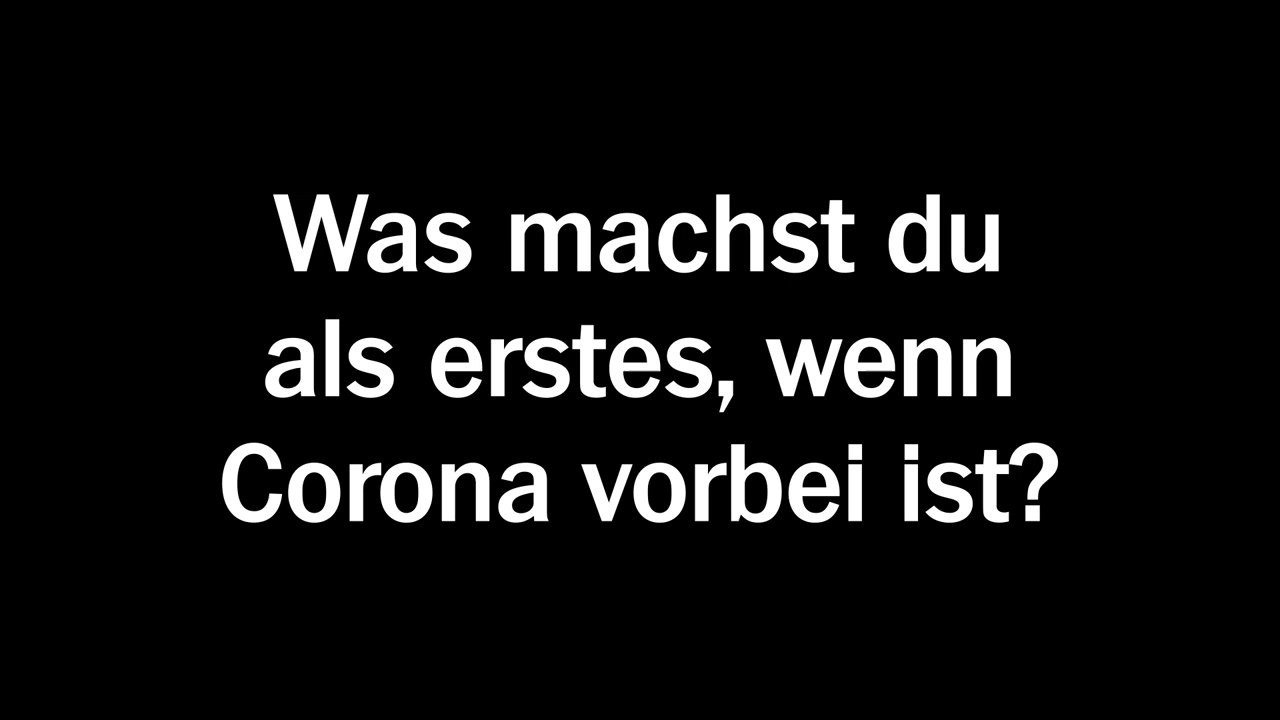 Was machst du
als erstes, wenn
Corona vorbei ist?